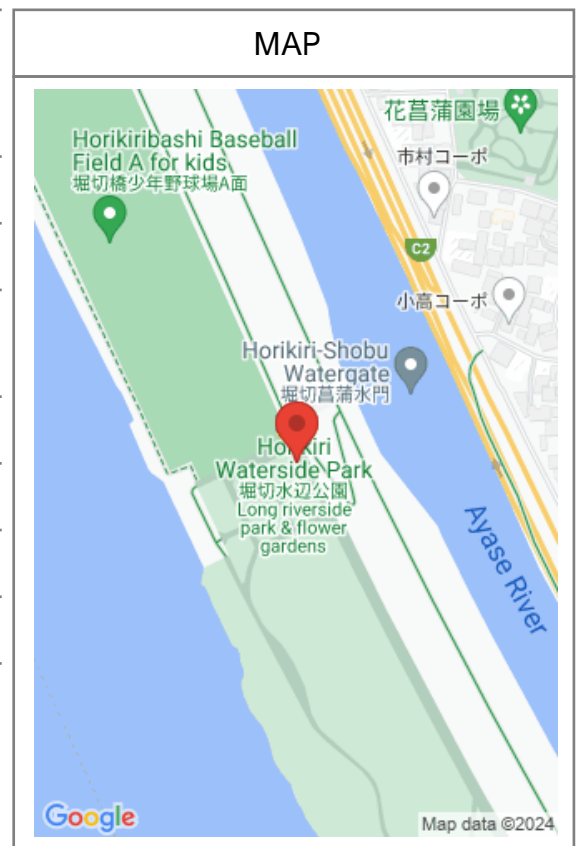 MAP
花菖蒲園場
Horikiribashi Baseball
Field A for kids
堀切橋少年野球場A面
市村コーポ
C2
小高コーポ
Horikiri-Shobu
Watergate
堀切菖蒲水門
Horikiri
Waterside Park
堀切水辺公園
Long riverside
park & flower
gardens
Ayase River
Google
Map data ©2024